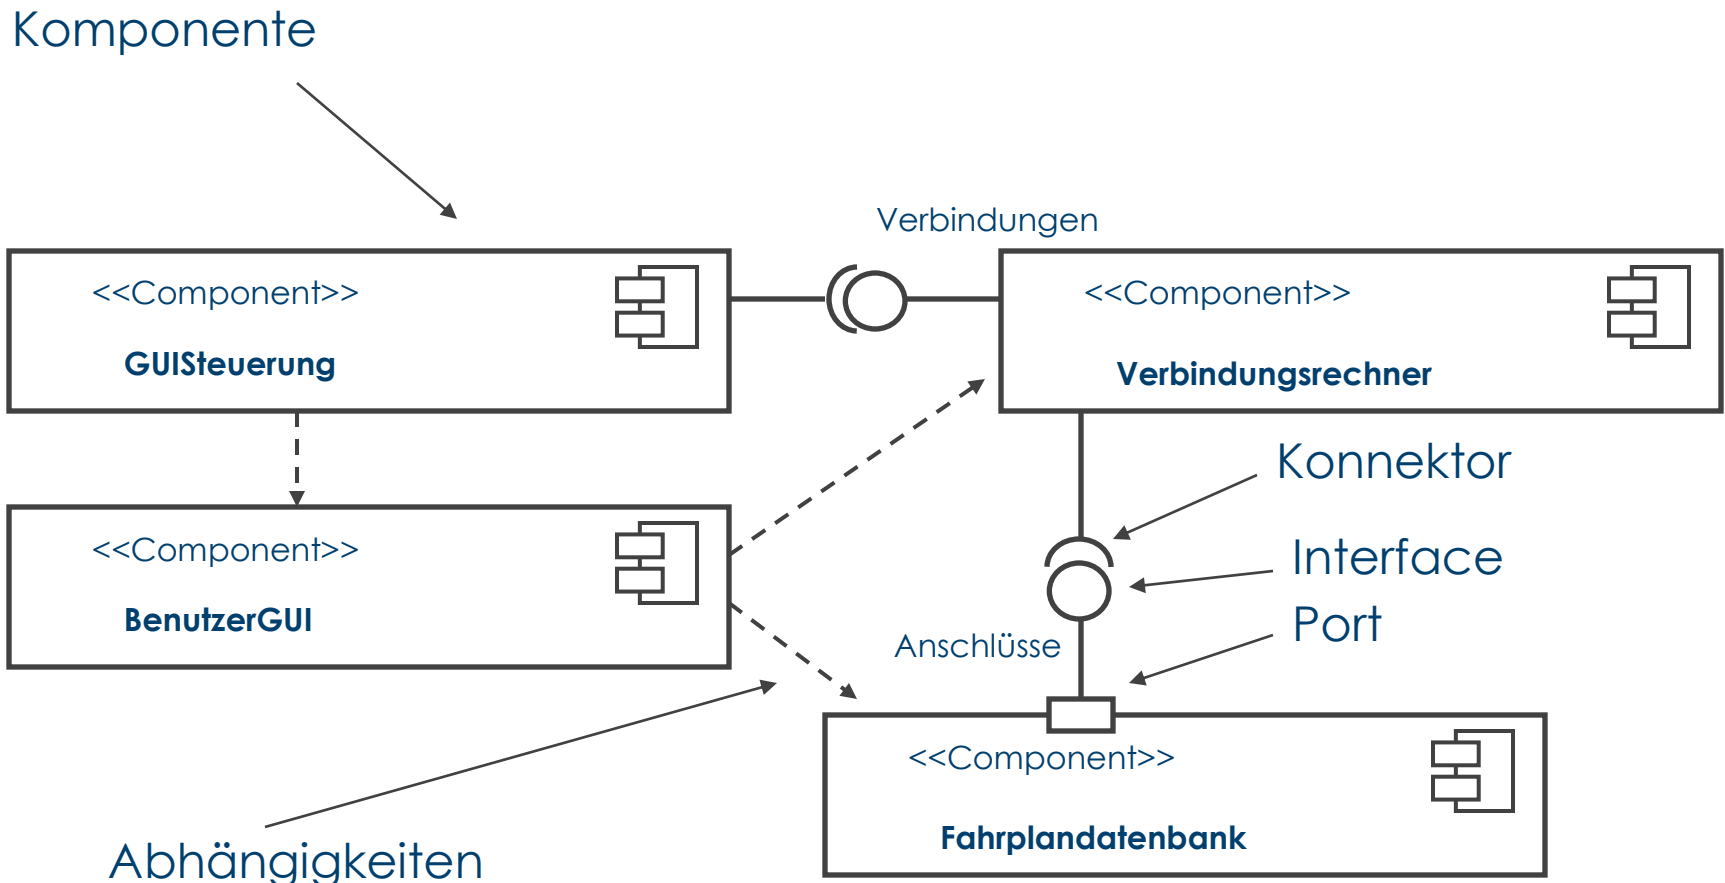 Komponente
Verbindungen
<<Component>>
GUISteuerung
<<Component>>
Verbindungsrechner
Konnektor
<<Component>>
BenutzerGUI
Interface
Port
Anschlüsse
<<Component>>
Fahrplandatenbank
Abhängigkeiten